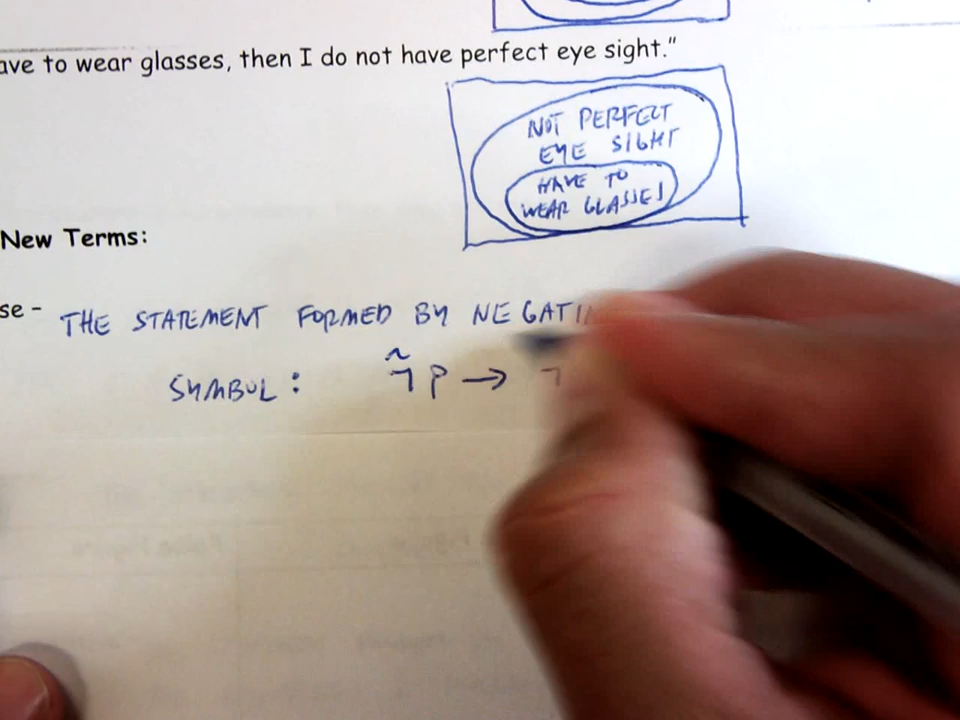 ave to wear glasses, then I do not have perfect eye sight."
NOT PERFECT
EYE SIGHT
HAVE TO
WEAR GLASSES
New Terms:
se - THE STATEMENT FORMED BY NEGATI
SYMBOL: ~ ¬ p → ¬